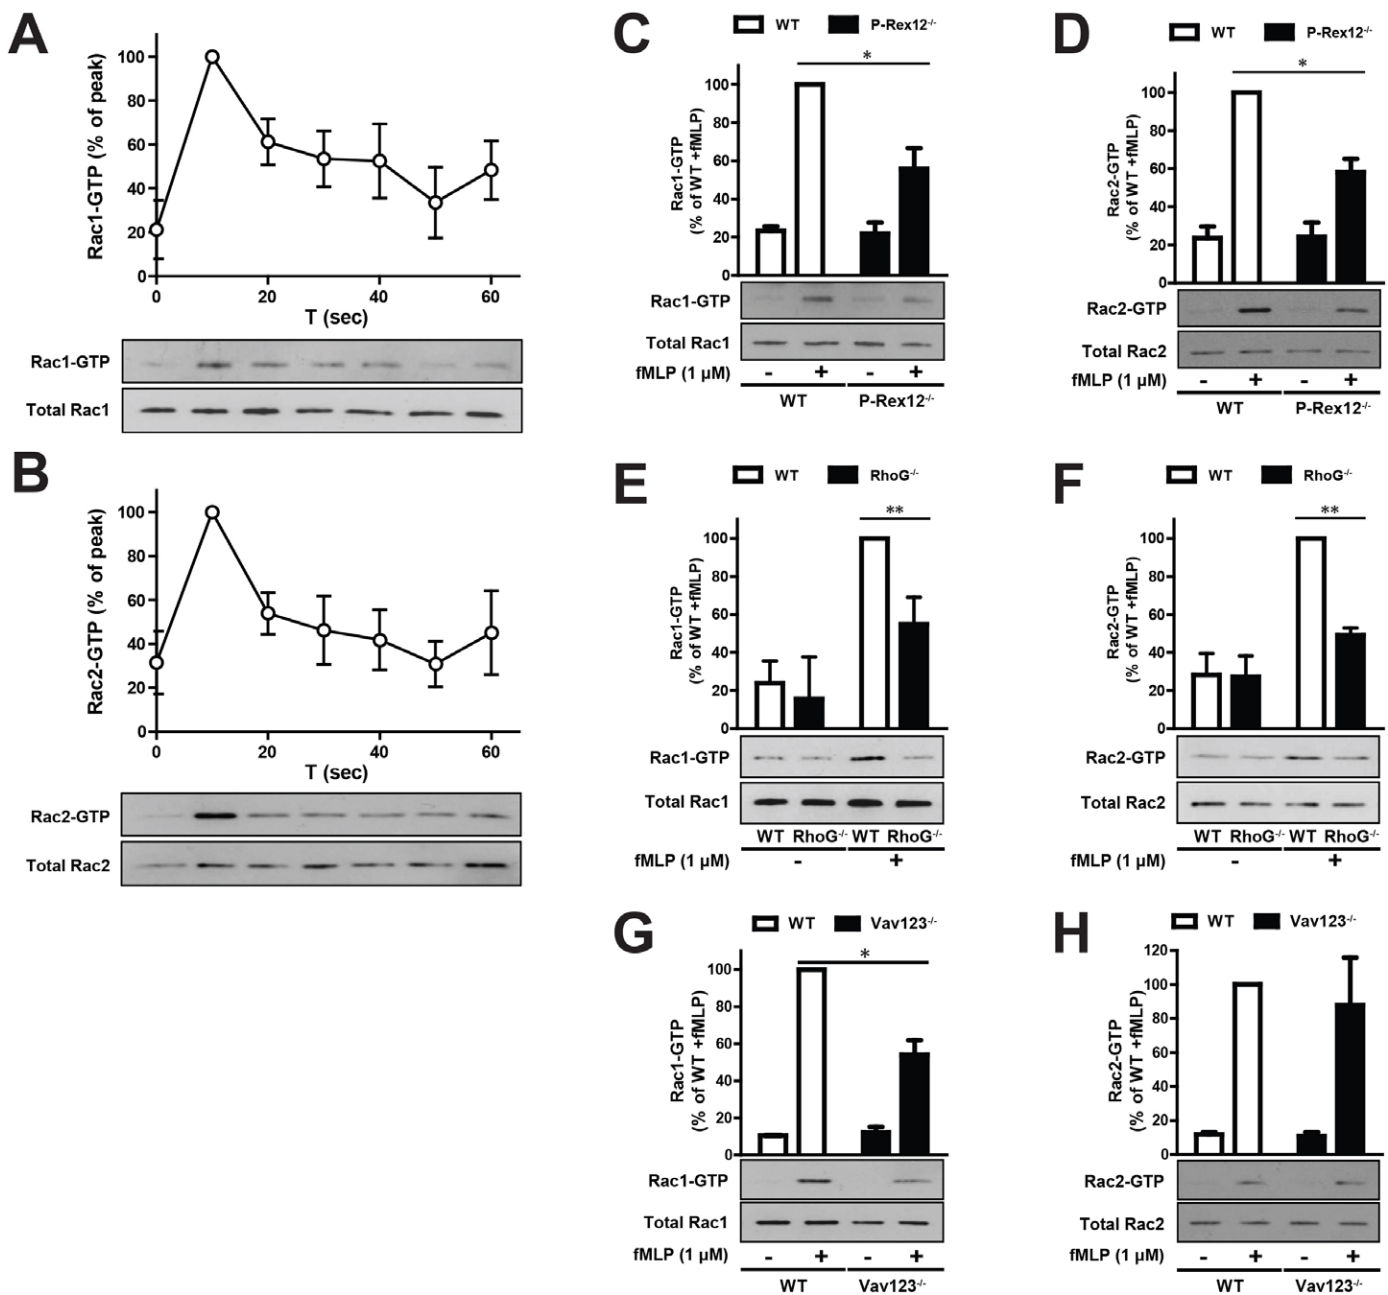 A
Rac1-GTP (% of peak)
100
80
60
40
20
0
0 20 40 60
T (sec)
Rac1-GTP
Total Rac1
B
Rac2-GTP (% of peak)
100
80
60
40
20
0
0 20 40 60
T (sec)
Rac2-GTP
Total Rac2
C
WT P-Rex12-/-
*
Rac1-GTP
(% of WT +fMLP)
100
80
60
40
20
0
Rac1-GTP
Total Rac1
fMLP (1 µM) - + - +
WT P-Rex12-/-
D
WT P-Rex12-/-
*
Rac2-GTP
(% of WT +fMLP)
100
80
60
40
20
0
Rac2-GTP
Total Rac2
fMLP (1 µM) - + - +
WT P-Rex12-/-
E
WT RhoG-/-
**
Rac1-GTP
(% of WT +fMLP)
100
80
60
40
20
0
Rac1-GTP
Total Rac1
WT RhoG-/- WT RhoG-/-
fMLP (1 µM) - +
F
WT RhoG-/-
**
Rac2-GTP
(% of WT +fMLP)
100
80
60
40
20
0
Rac2-GTP
Total Rac2
WT RhoG-/- WT RhoG-/-
fMLP (1 µM) - +
G
WT Vav123-/-
*
Rac1-GTP
(% of WT +fMLP)
100
80
60
40
20
0
Rac1-GTP
Total Rac1
fMLP (1 µM) - + - +
WT Vav123-/-
H
WT Vav123-/-
Rac2-GTP
(% of WT +fMLP)
120
100
80
60
40
20
0
Rac2-GTP
Total Rac2
fMLP (1 µM) - + - +
WT Vav123-/-